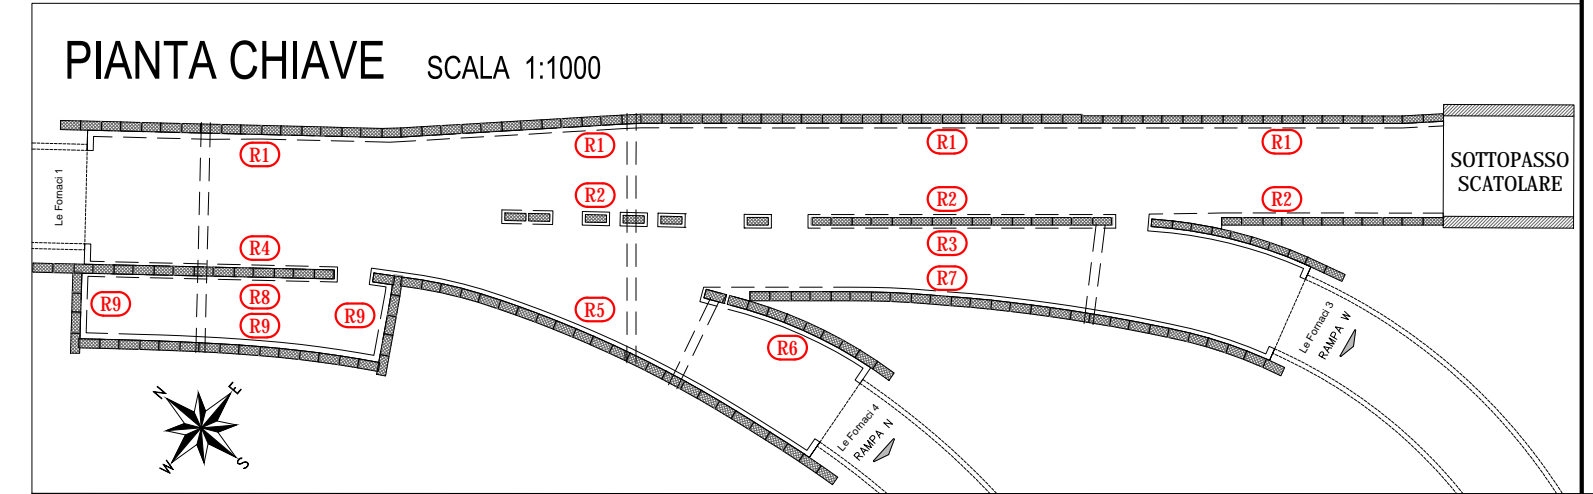 PIANTA CHIAVE SCALA 1:1000
R1
R1
R1
R1
SOTTOPASSO
SCATOLARE
Le Fornaci 1
R2
R2
R2
R4
R3
R9
R8
R9
R9
R5
R7
R6
Le Fornaci 3
RAMPA W
Le Fornaci 4
RAMPA N
N
E
W
S